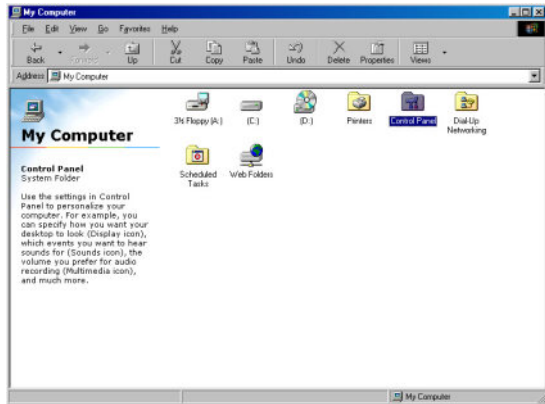 My Computer
File Edit View Go Favorites Help
Back Forward Up Cut Copy Paste Undo Delete Properties Views
Address My Computer
My Computer
Control Panel
System Folder
Use the settings in Control
Panel to personalize your
computer. For example, you
can specify how you want your
desktop to look (Display icon),
which events you want to hear
sounds for (Sounds icon), the
volume you prefer for audio
recording (Multimedia icon),
and much more.
3½ Floppy (A:) (C:) (D:) Printers Control Panel Dial-Up
Networking
Scheduled
Tasks Web Folders
My Computer